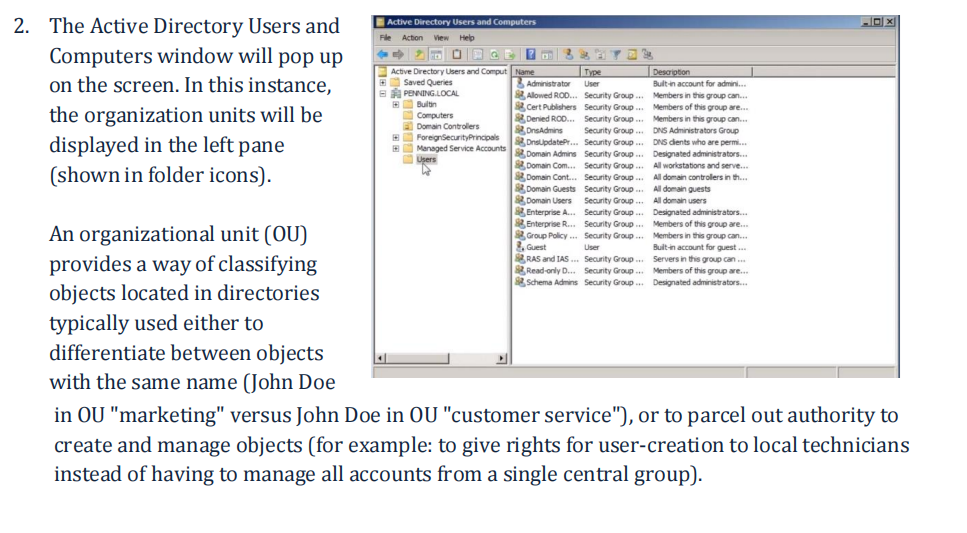 2. The Active Directory Users and
Computers window will pop up
on the screen. In this instance,
the organization units will be
displayed in the left pane
(shown in folder icons).
An organizational unit (OU)
provides a way of classifying
objects located in directories
typically used either to
differentiate between objects
with the same name (John Doe
in OU "marketing" versus John Doe in OU "customer service"), or to parcel out authority to
create and manage objects (for example: to give rights for user-creation to local technicians
instead of having to manage all accounts from a single central group).
Active Directory Users and Computers
File Action View Help
Active Directory Users and Comput
Saved Queries
PENNING.LOCAL
Builtin
Computers
Domain Controllers
ForeignSecurityPrincipals
Managed Service Accounts
Users
Name Type Description
Administrator User Built-in account for admini...
Allowed ROD... Security Group ... Members in this group can...
Cert Publishers Security Group ... Members of this group are...
Denied ROD... Security Group ... Members in this group can...
DnsAdmins Security Group ... DNS Administrators Group
DnsUpdatePr... Security Group ... DNS clients who are permi...
Domain Admins Security Group ... Designated administrators...
Domain Com... Security Group ... All workstations and serve...
Domain Cont... Security Group ... All domain controllers in th...
Domain Guests Security Group ... All domain guests
Domain Users Security Group ... All domain users
Enterprise A... Security Group ... Designated administrators...
Enterprise R... Security Group ... Members of this group are...
Group Policy ... Security Group ... Members in this group can...
Guest User Built-in account for guest ...
RAS and IAS ... Security Group ... Servers in this group can ...
Read-only D... Security Group ... Members of this group are...
Schema Admins Security Group ... Designated administrators...